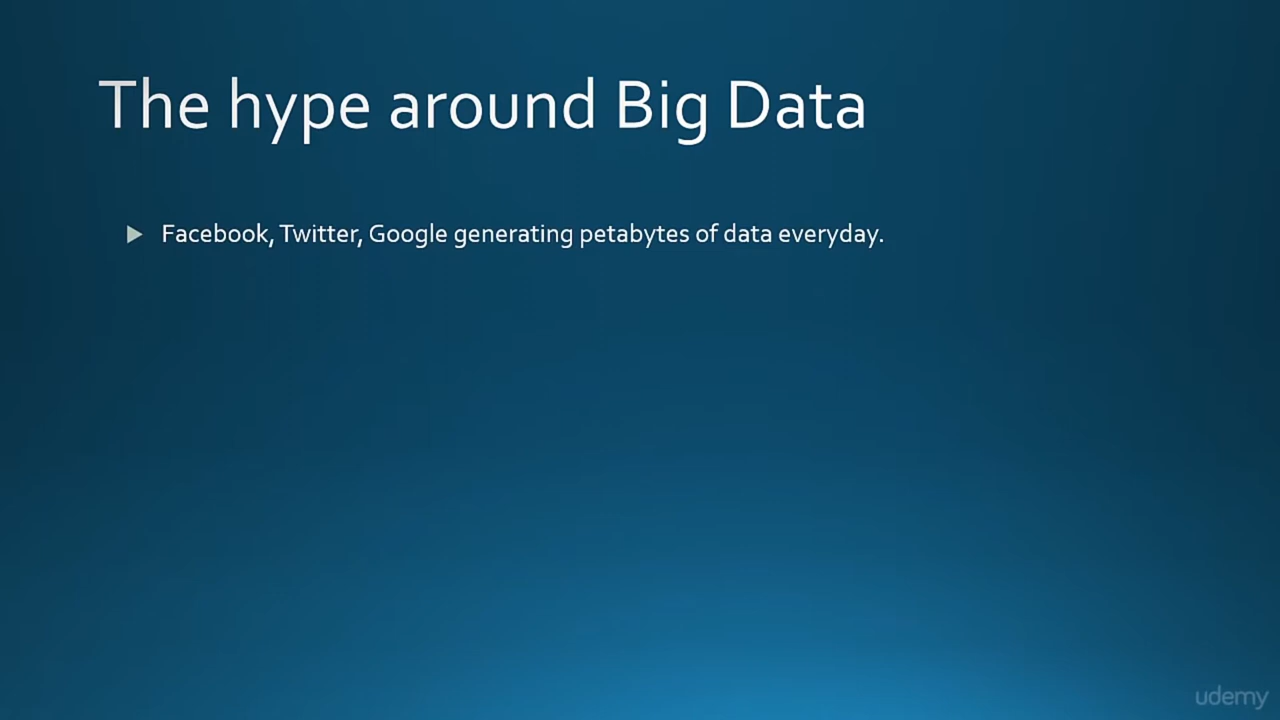 The hype around Big Data
Facebook, Twitter, Google generating petabytes of data everyday.
udemy